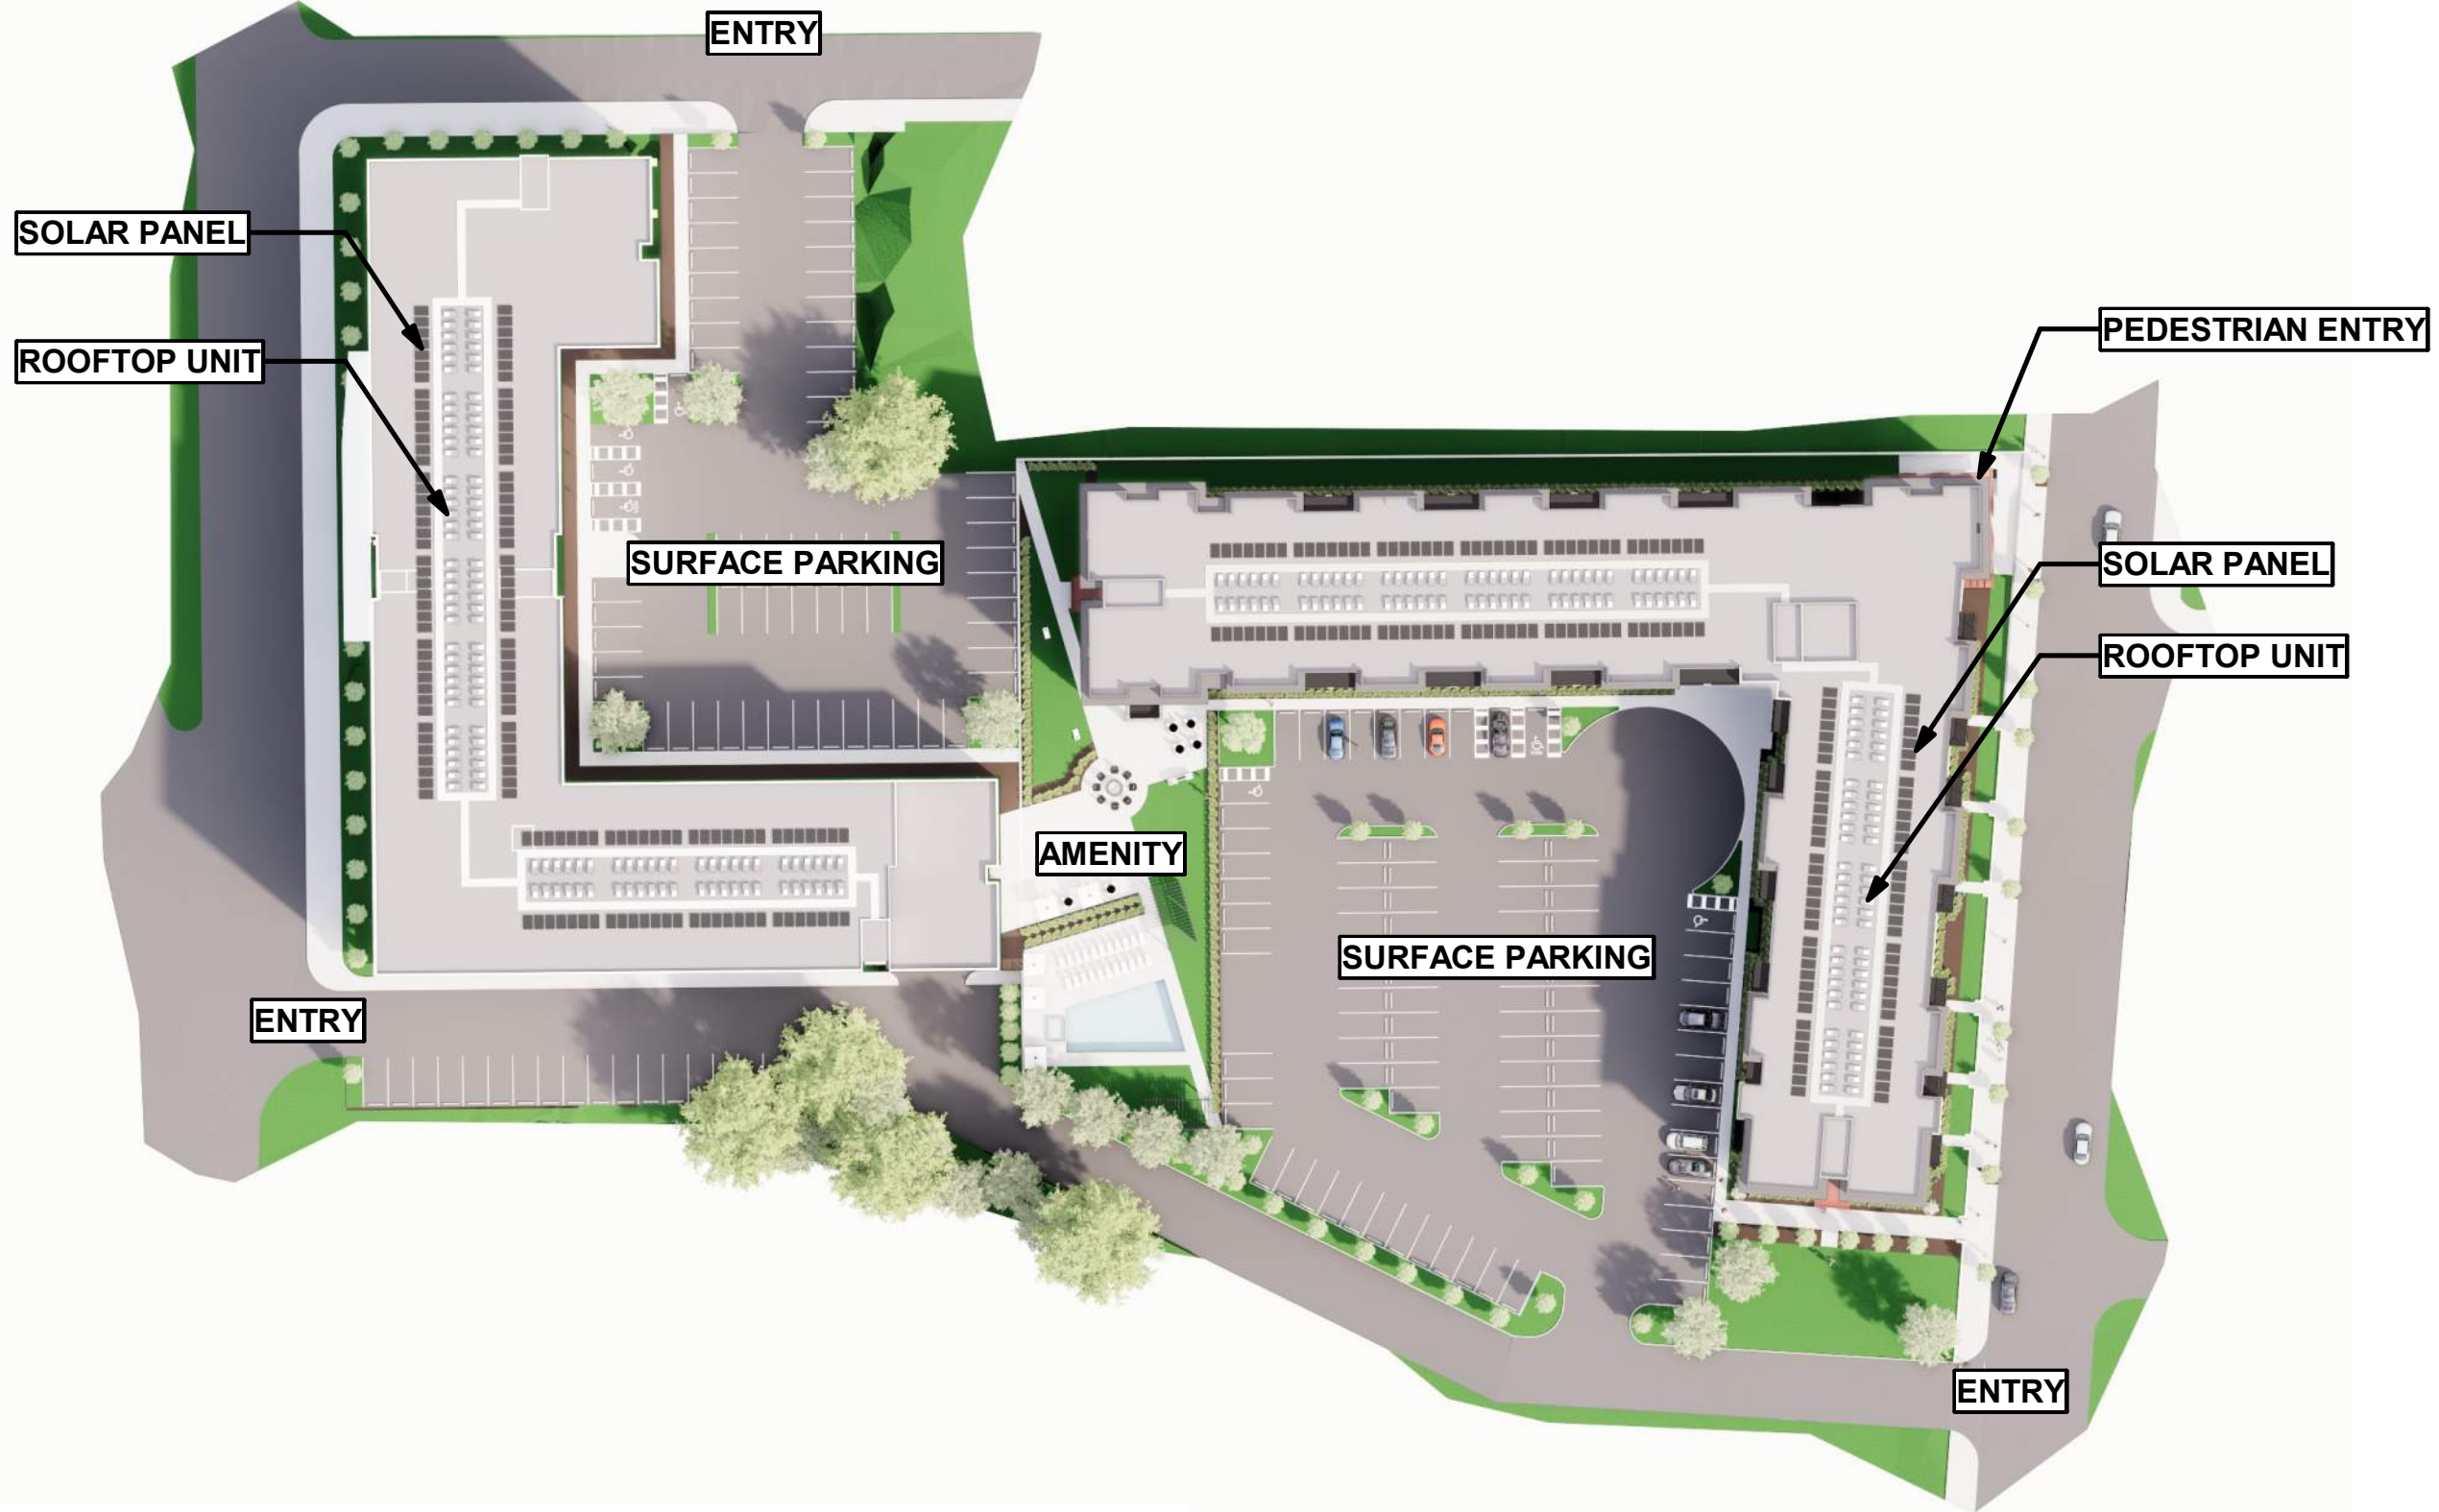 ENTRY
SOLAR PANEL
PEDESTRIAN ENTRY
ROOFTOP UNIT
SURFACE PARKING
SOLAR PANEL
ROOFTOP UNIT
AMENITY
SURFACE PARKING
ENTRY
ENTRY